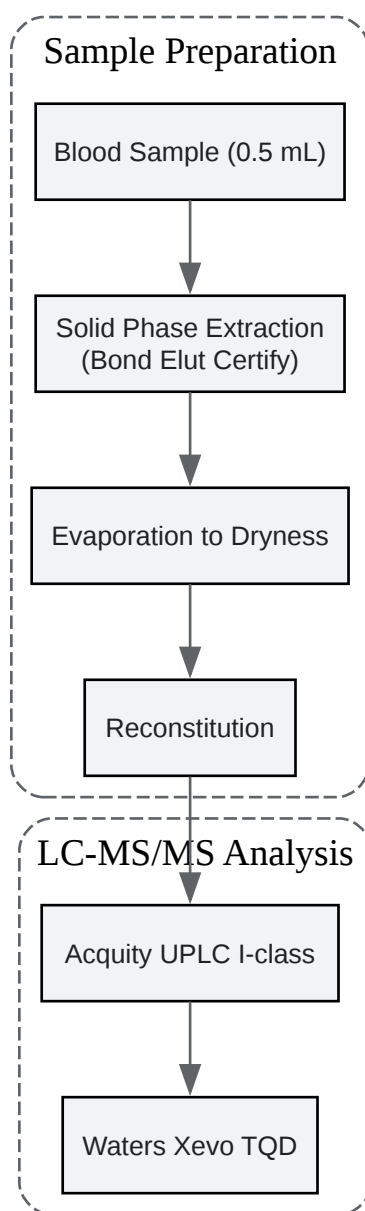 Sample Preparation
Blood Sample (0.5 mL)
Solid Phase Extraction
(Bond Elut Certify)
Evaporation to Dryness
Reconstitution
LC-MS/MS Analysis
Acquity UPLC I-class
Waters Xevo TQD